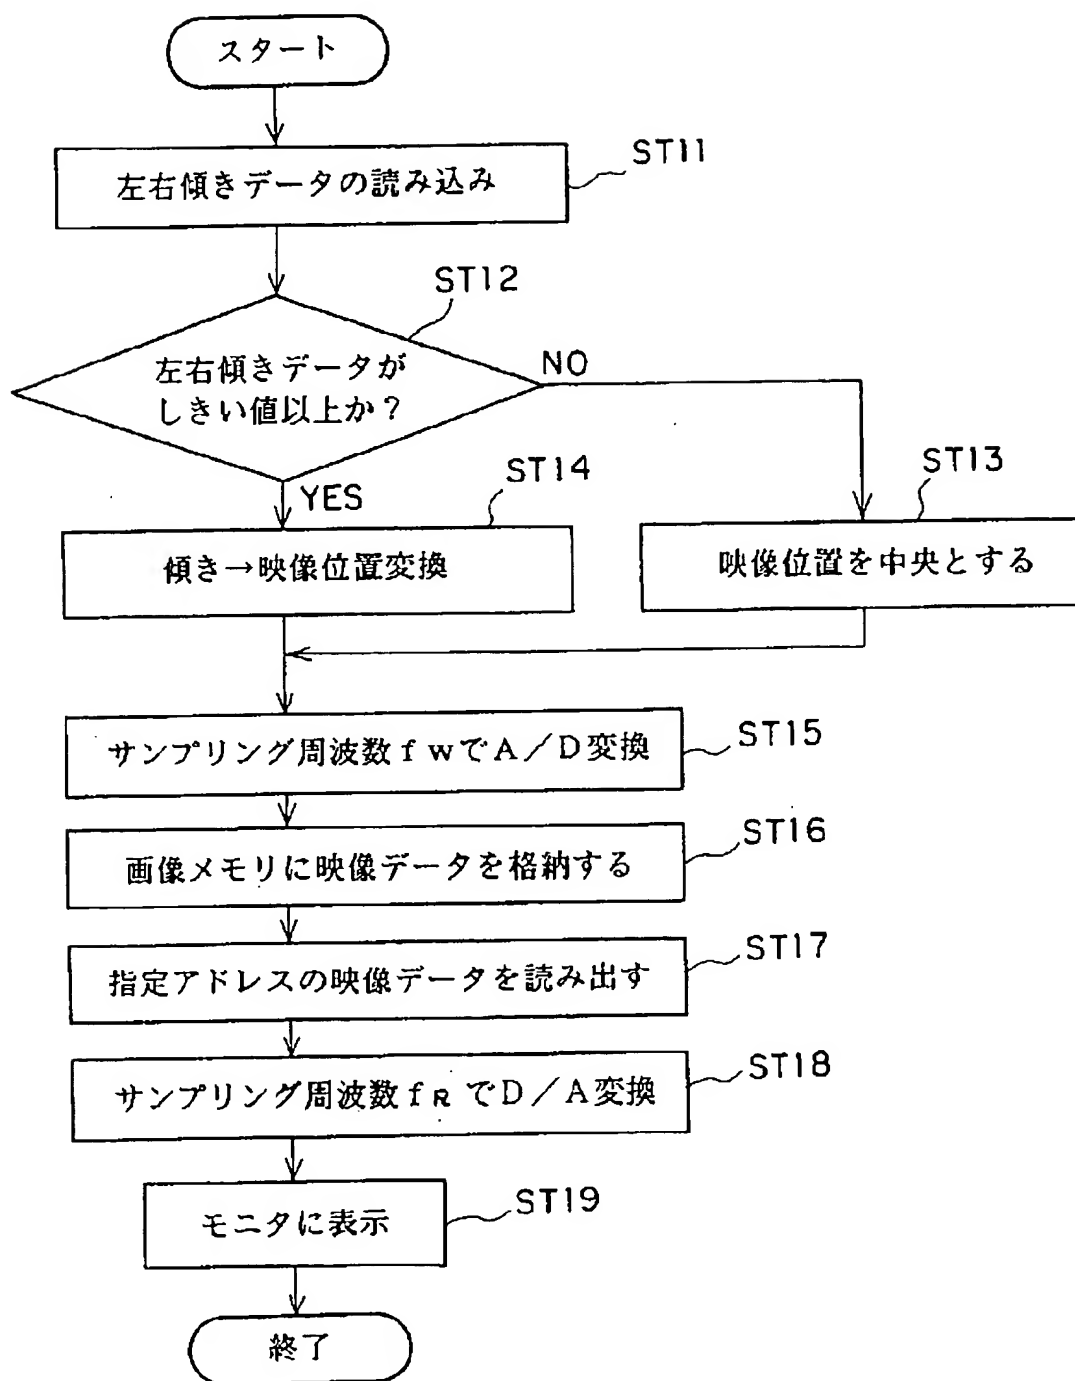 スタート
左右傾きデータの読み込み
ST11
ST12
左右傾きデータが
しきい値以上か？
NO
YES
ST14
傾き→映像位置変換
ST13
映像位置を中央とする
サンプリング周波数fWでA／D変換
ST15
画像メモリに映像データを格納する
ST16
指定アドレスの映像データを読み出す
ST17
サンプリング周波数fRでD／A変換
ST18
モニタに表示
ST19
終了